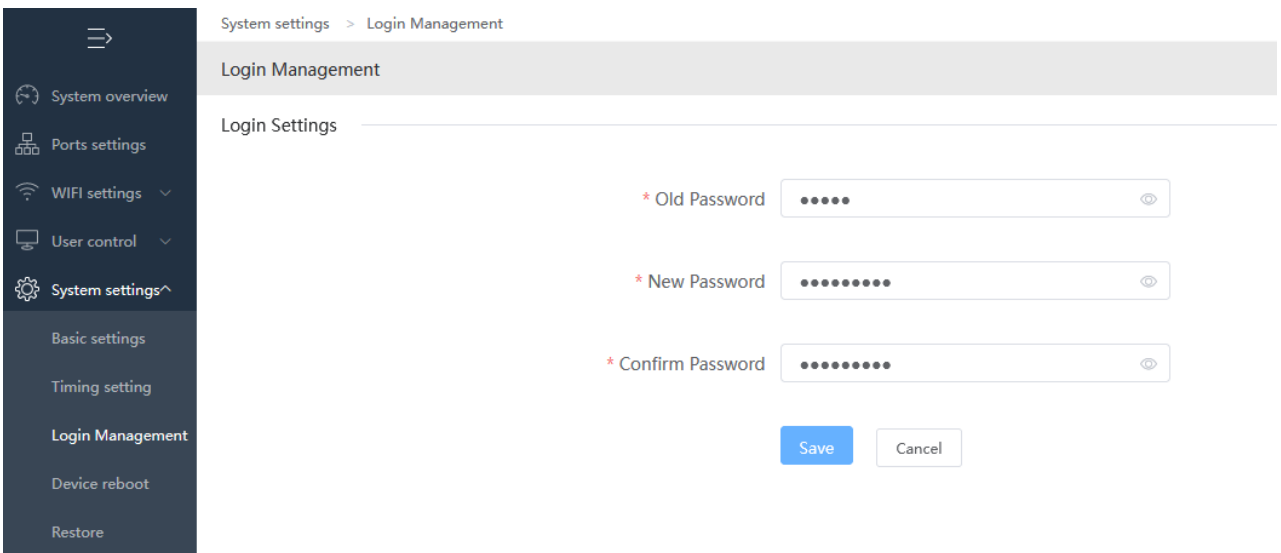 System settings > Login Management
Login Management
System overview
Login Settings
Ports settings
WIFI settings
* Old Password •••••
User control
* New Password •••••••••
System settings
Basic settings
* Confirm Password •••••••••
Timing setting
Login Management
Save Cancel
Device reboot
Restore